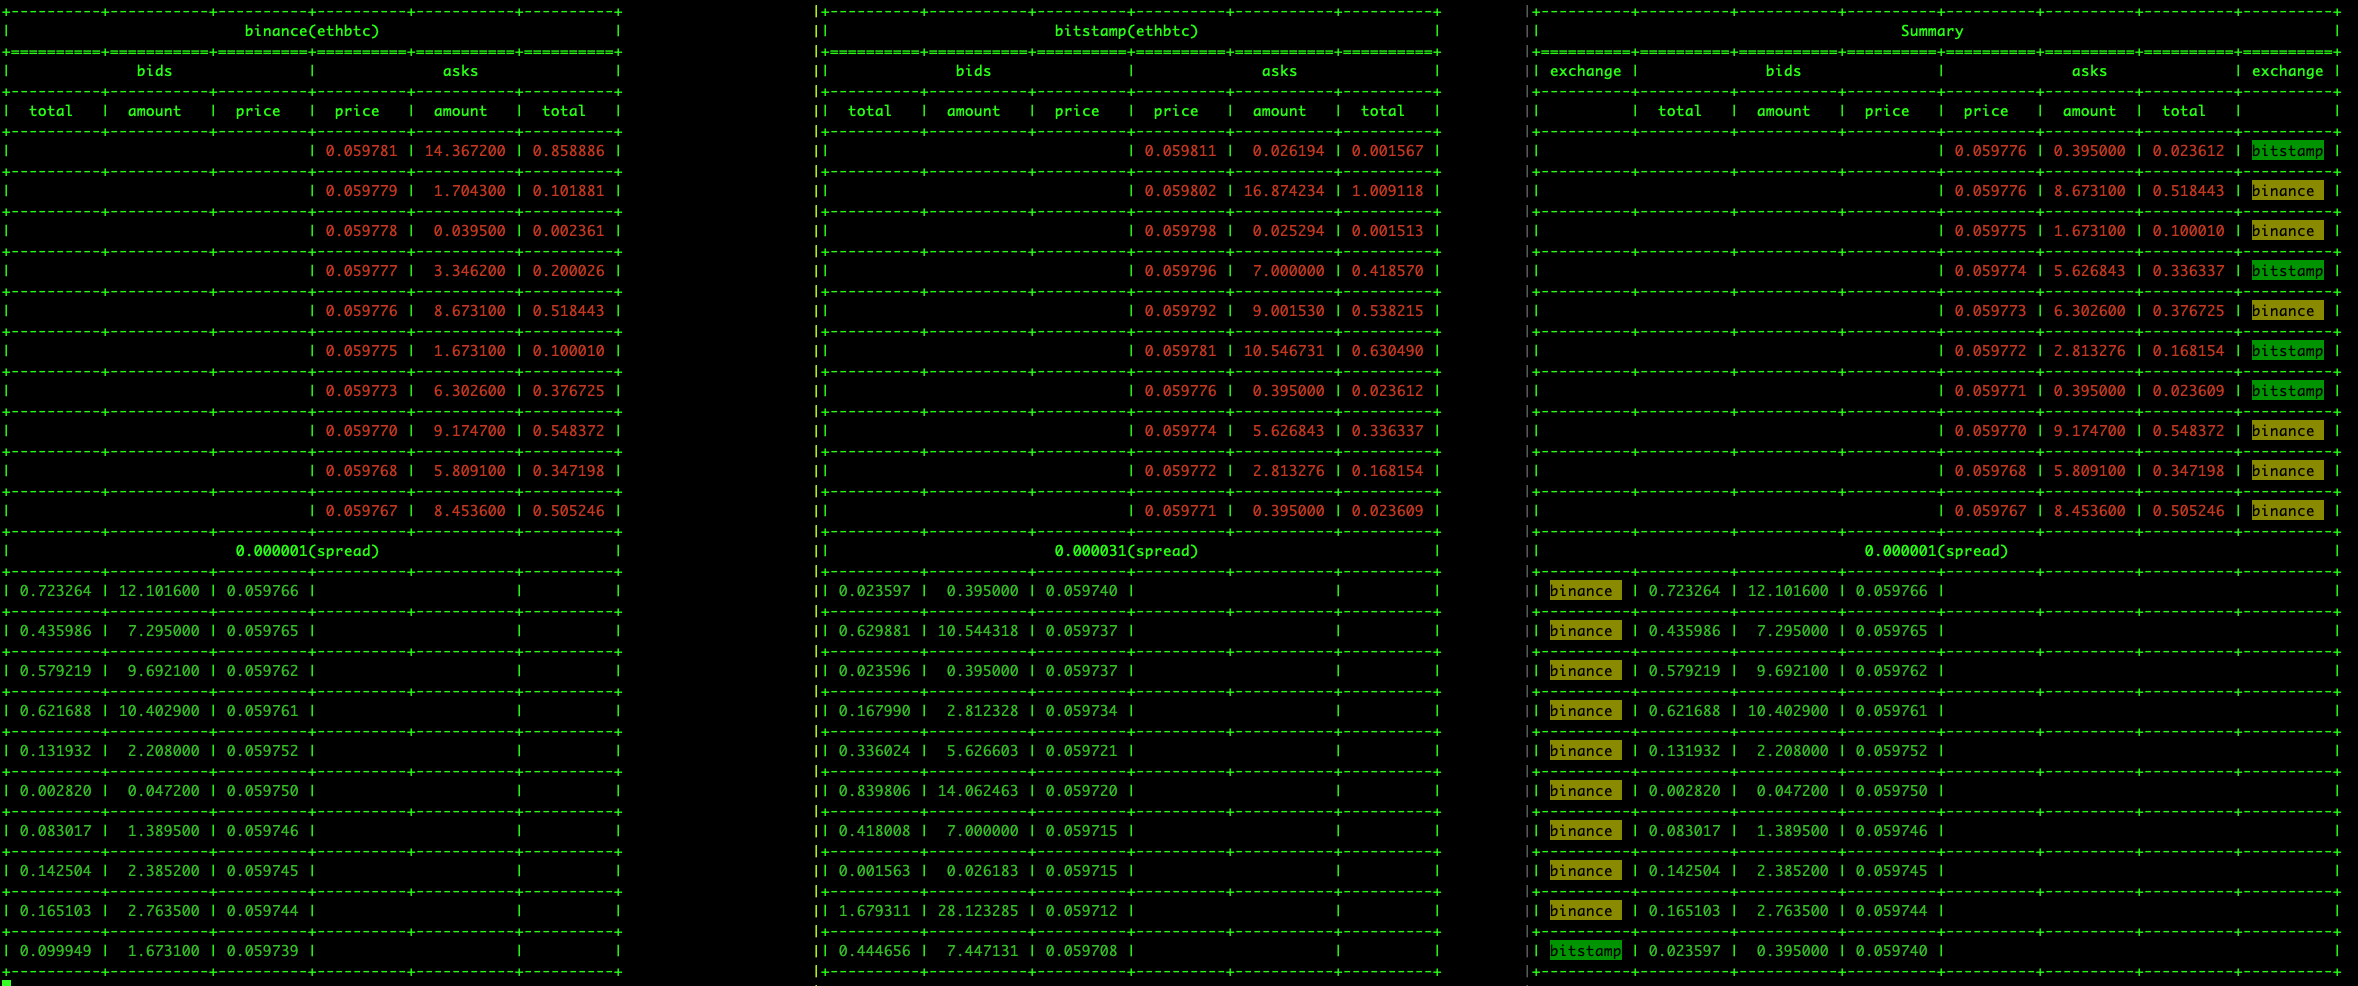 binance(ethbtc)
bids asks
total amount price price amount total
0.059781 14.367200 0.858886
0.059779 1.704300 0.101881
0.059778 0.039500 0.002361
0.059777 3.346200 0.200026
0.059776 8.673100 0.518443
0.059775 1.673100 0.100010
0.059773 6.302600 0.376725
0.059770 9.174700 0.548372
0.059768 5.809100 0.347198
0.059767 8.453600 0.505246
0.000001(spread)
0.723264 12.101600 0.059766
0.435986 7.295000 0.059765
0.579219 9.692100 0.059762
0.621688 10.402900 0.059761
0.131932 2.208000 0.059752
0.002820 0.047200 0.059750
0.083017 1.389500 0.059746
0.142504 2.385200 0.059745
0.165103 2.763500 0.059744
0.099949 1.673100 0.059739
bitstamp(ethbtc)
bids asks
total amount price price amount total
0.059811 0.026194 0.001567
0.059802 16.874234 1.009118
0.059798 0.025294 0.001513
0.059796 7.000000 0.418570
0.059792 9.001530 0.538215
0.059781 10.546731 0.630490
0.059776 0.395000 0.023612
0.059774 5.626843 0.336337
0.059772 2.813276 0.168154
0.059771 0.395000 0.023609
0.000031(spread)
0.023597 0.395000 0.059740
0.629881 10.544318 0.059737
0.023596 0.395000 0.059737
0.167990 2.812328 0.059734
0.336024 5.626603 0.059721
0.839806 14.062463 0.059720
0.418008 7.000000 0.059715
0.001563 0.026183 0.059715
1.679311 28.123285 0.059712
0.444656 7.447131 0.059708
Summary
exchange bids asks exchange
total amount price price amount total
0.059776 0.395000 0.023612 bitstamp
0.059776 8.673100 0.518443 binance
0.059775 1.673100 0.100010 binance
0.059774 5.626843 0.336337 bitstamp
0.059773 6.302600 0.376725 binance
0.059772 2.813276 0.168154 bitstamp
0.059771 0.395000 0.023609 bitstamp
0.059770 9.174700 0.548372 binance
0.059768 5.809100 0.347198 binance
0.059767 8.453600 0.505246 binance
0.000001(spread)
binance 0.723264 12.101600 0.059766
binance 0.435986 7.295000 0.059765
binance 0.579219 9.692100 0.059762
binance 0.621688 10.402900 0.059761
binance 0.131932 2.208000 0.059752
binance 0.002820 0.047200 0.059750
binance 0.083017 1.389500 0.059746
binance 0.142504 2.385200 0.059745
binance 0.165103 2.763500 0.059744
bitstamp 0.023597 0.395000 0.059740